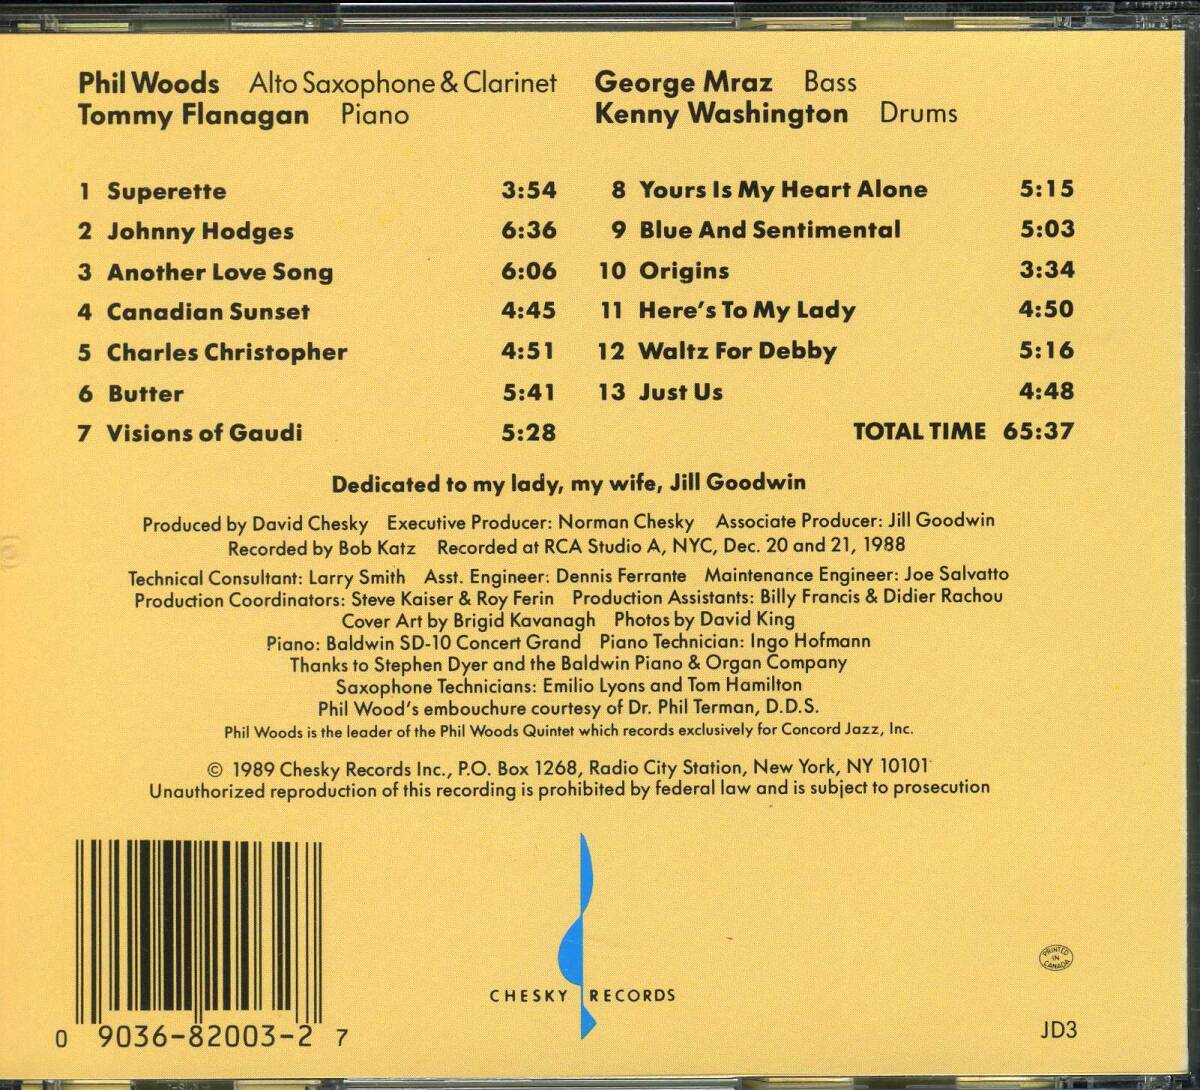 Phil Woods Alto Saxophone & Clarinet
Tommy Flanagan Piano
George Mraz Bass
Kenny Washington Drums
1 Superette 3:54
2 Johnny Hodges 6:36
3 Another Love Song 6:06
4 Canadian Sunset 4:45
5 Charles Christopher 4:51
6 Butter 5:41
7 Visions of Gaudi 5:28
8 Yours Is My Heart Alone 5:15
9 Blue And Sentimental 5:03
10 Origins 3:34
11 Here's To My Lady 4:50
12 Waltz For Debby 5:16
13 Just Us 4:48
TOTAL TIME 65:37
Dedicated to my lady, my wife, Jill Goodwin
Produced by David Chesky Executive Producer: Norman Chesky Associate Producer: Jill Goodwin
Recorded by Bob Katz Recorded at RCA Studio A, NYC, Dec. 20 and 21, 1988
Technical Consultant: Larry Smith Asst. Engineer: Dennis Ferrante Maintenance Engineer: Joe Salvatto
Production Coordinators: Steve Kaiser & Roy Ferin Production Assistants: Billy Francis & Didier Rachou
Cover Art by Brigid Kavanagh Photos by David King
Piano: Baldwin SD-10 Concert Grand Piano Technician: Ingo Hofmann
Thanks to Stephen Dyer and the Baldwin Piano & Organ Company
Saxophone Technicians: Emilio Lyons and Tom Hamilton
Phil Wood's embouchure courtesy of Dr. Phil Terman, D.D.S.
Phil Woods is the leader of the Phil Woods Quintet which records exclusively for Concord Jazz, Inc.
© 1989 Chesky Records Inc., P.O. Box 1268, Radio City Station, New York, NY 10101
Unauthorized reproduction of this recording is prohibited by federal law and is subject to prosecution
CHESKY RECORDS
PRINTED
IN
CANADA
0 9036-82003-2 7
JD3